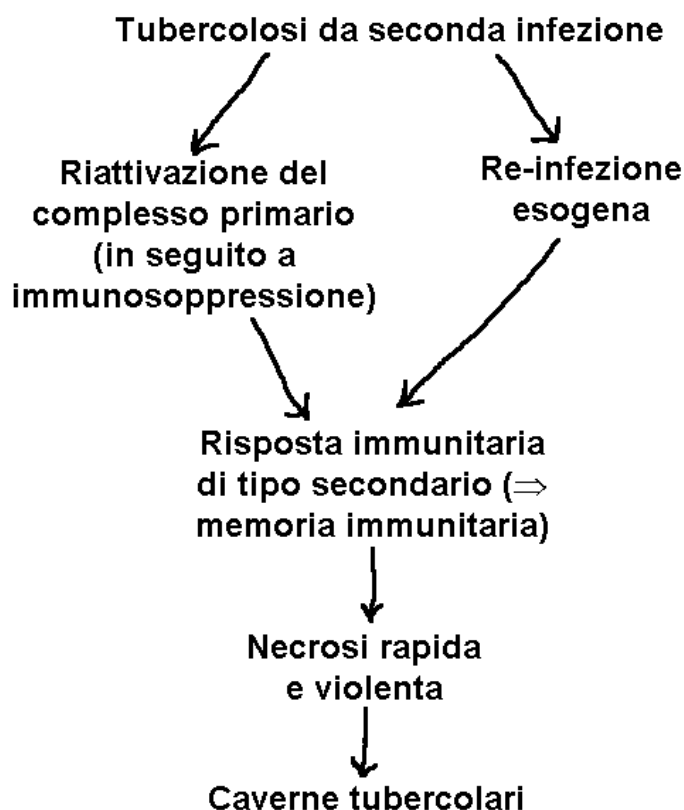 Tubercolosi da seconda infezione
Riattivazione del
complesso primario
(in seguito a
immunosoppressione)
Re-infezione
esogena
Risposta immunitaria
di tipo secondario (⇒
memoria immunitaria)
Necrosi rapida
e violenta
Caverne tubercolari